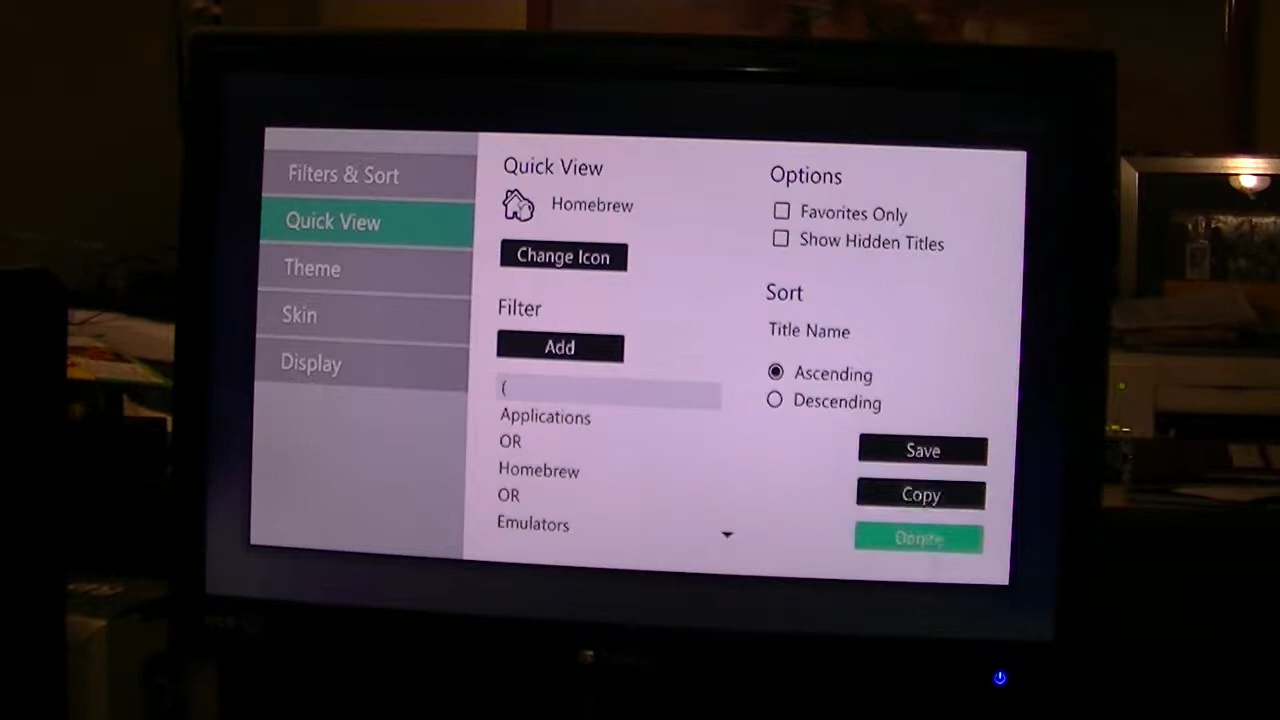 Filters & Sort
Quick View
Theme
Skin
Display
Quick View
Homebrew
Change Icon
Filter
Add
(
Applications
OR
Homebrew
OR
Emulators
Options
Favorites Only
Show Hidden Titles
Sort
Title Name
Ascending
Descending
Save
Copy